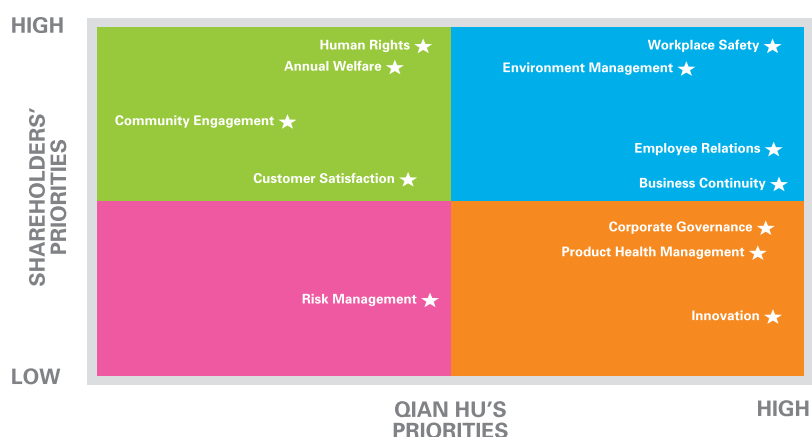 HIGH
Human Rights
Workplace Safety
Annual Welfare
Environment Management
Community Engagement
Employee Relations
Customer Satisfaction
Business Continuity
SHAREHOLDERS'
PRIORITIES
Corporate Governance
Product Health Management
Risk Management
Innovation
LOW
QIAN HU'S
PRIORITIES
HIGH